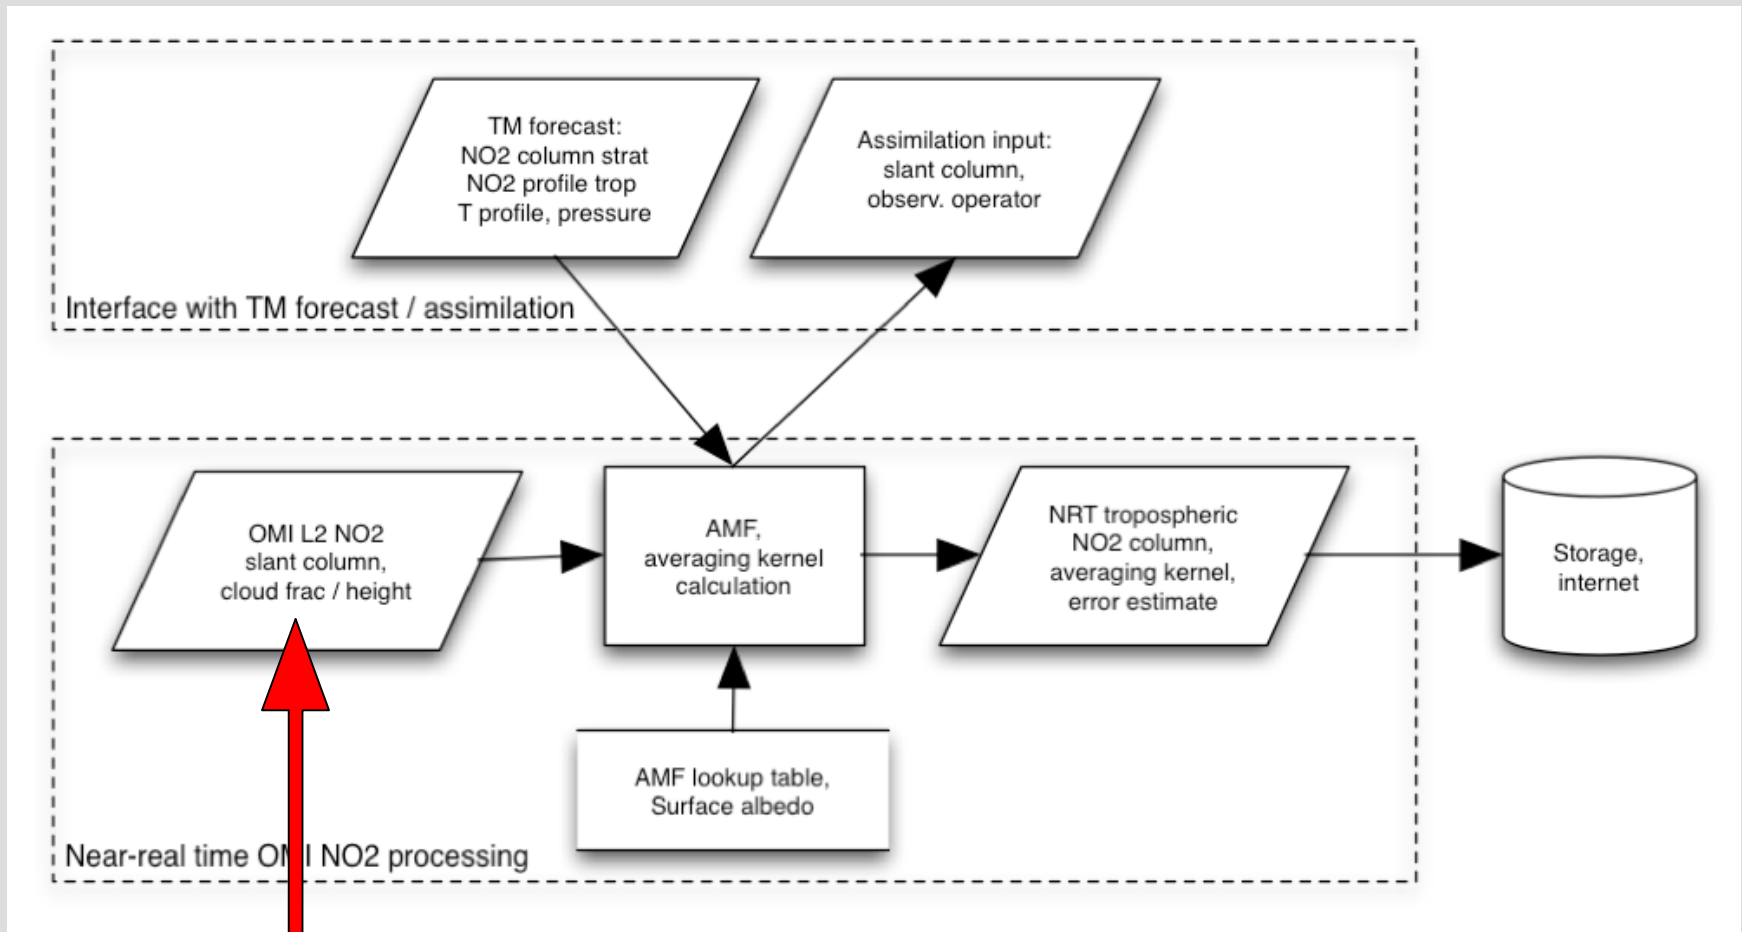 TM forecast:
NO2 column strat
NO2 profile trop
T profile, pressure
Assimilation input:
slant column,
observ. operator
Interface with TM forecast / assimilation
OMI L2 NO2
slant column,
cloud frac / height
AMF,
averaging kernel
calculation
NRT tropospheric
NO2 column,
averaging kernel,
error estimate
Storage,
internet
AMF lookup table,
Surface albedo
Near-real time OMI NO2 processing